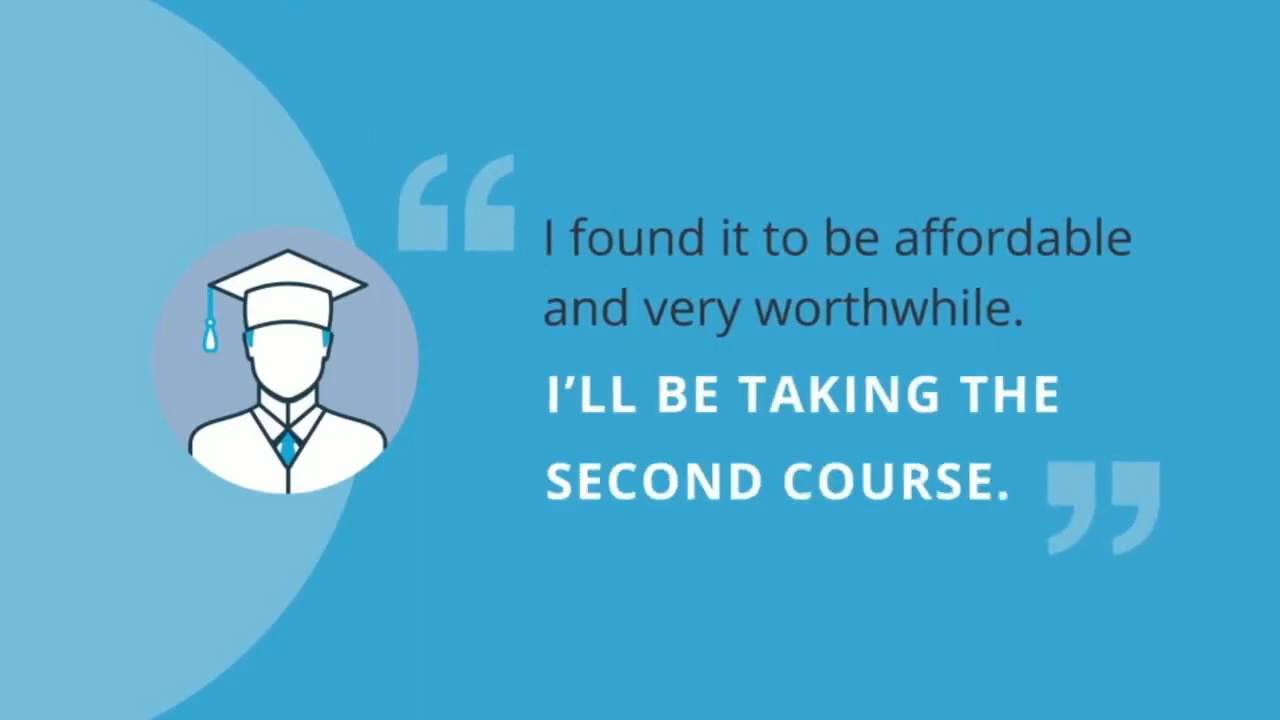 “I found it to be affordable
and very worthwhile.
I’LL BE TAKING THE
SECOND COURSE.”